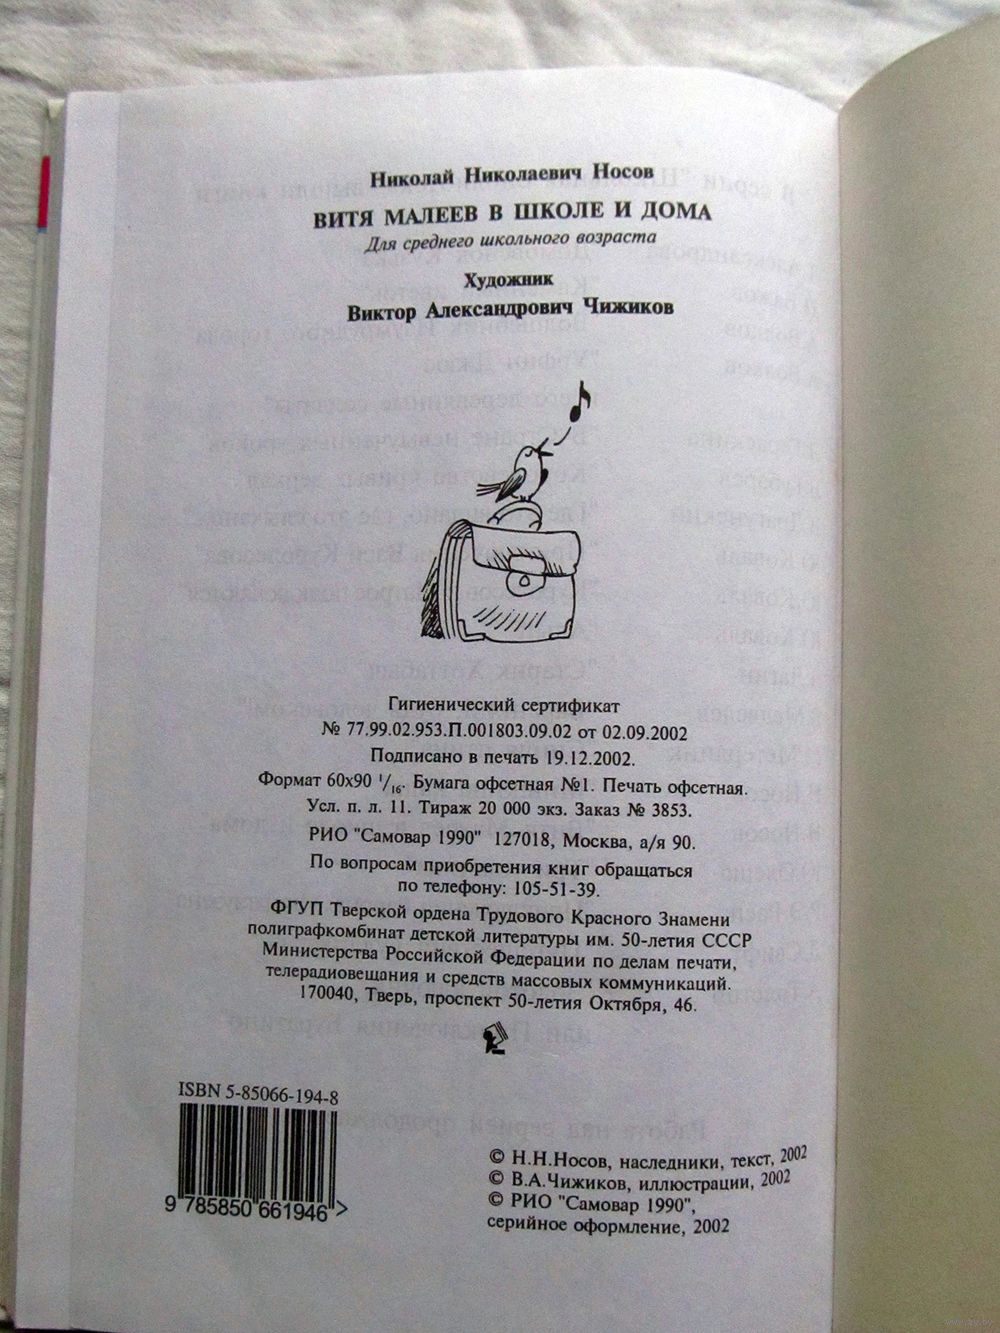 Николай Николаевич Носов
ВИТЯ МАЛЕЕВ В ШКОЛЕ И ДОМА
Для среднего школьного возраста
Художник
Виктор Александрович Чижиков
Гигиенический сертификат
№ 77.99.02.953.П.001803.09.02 от 02.09.2002
Подписано в печать 19.12.2002.
Формат 60х90 1/16. Бумага офсетная №1. Печать офсетная.
Усл. п. л. 11. Тираж 20 000 экз. Заказ № 3853.
РИО "Самовар 1990" 127018, Москва, а/я 90.
По вопросам приобретения книг обращаться
по телефону: 105-51-39.
ФГУП Тверской ордена Трудового Красного Знамени
полиграфкомбинат детской литературы им. 50-летия СССР
Министерства Российской Федерации по делам печати,
телерадиовещания и средств массовых коммуникаций.
170040, Тверь, проспект 50-летия Октября, 46.
ISBN 5-85066-194-8
9 785850 661946 >
© Н.Н.Носов, наследники, текст, 2002
© В.А.Чижиков, иллюстрации, 2002
© РИО "Самовар 1990",
серийное оформление, 2002